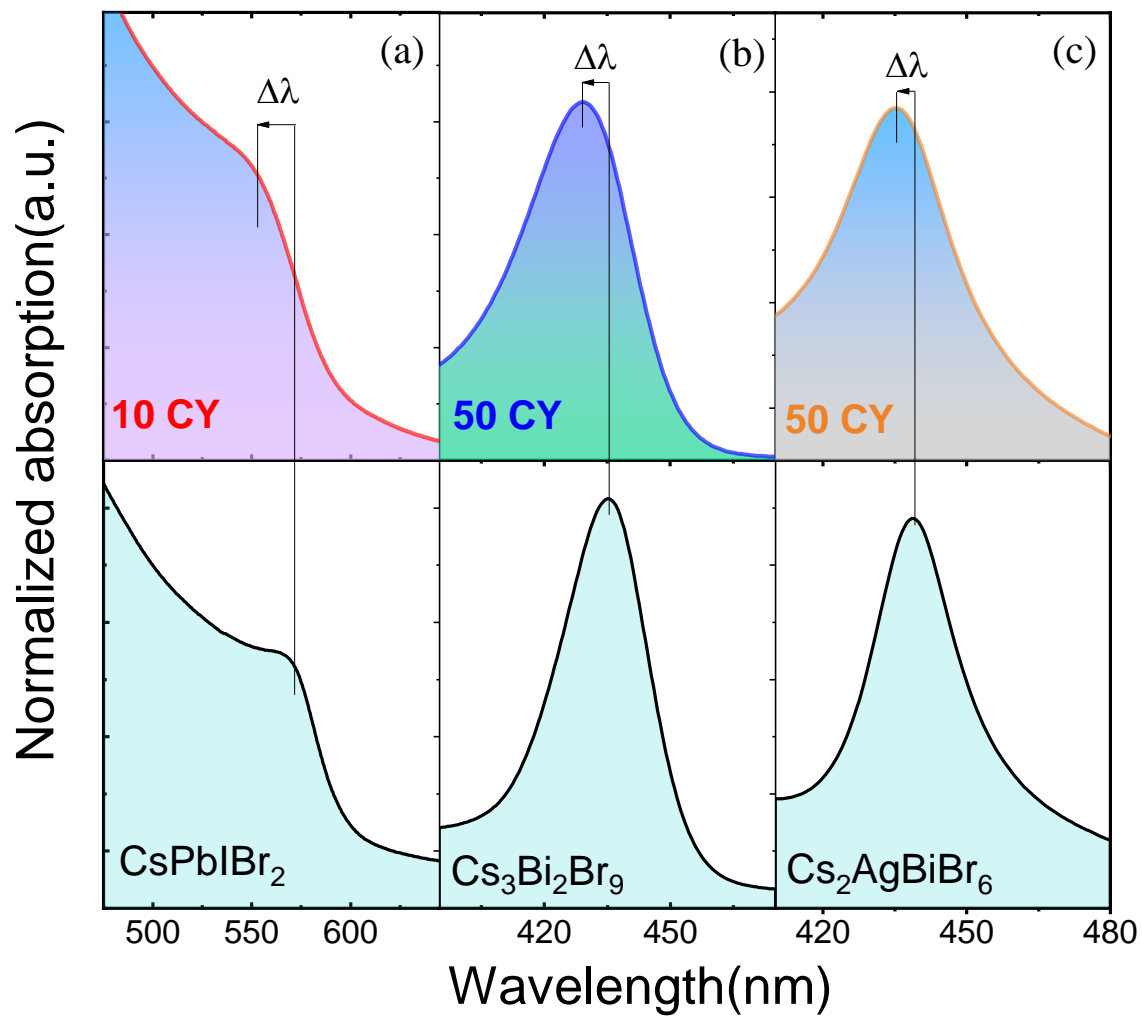 (a)
(b)
(c)
Δλ
Δλ
Δλ
10 CY
50 CY
50 CY
Normalized absorption(a.u.)
CsPbIBr₂
Cs₃Bi₂Br₉
Cs₂AgBiBr₆
500 550 600 420 450 420 450 480
Wavelength(nm)